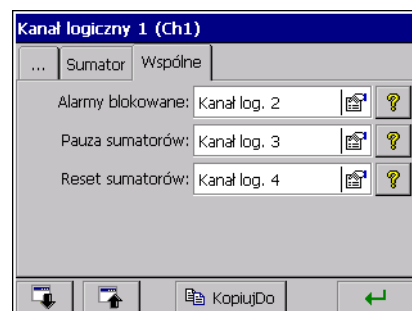 Kanał logiczny 1 (Ch1)
... Sumator Wspólne
Alarmy blokowane: Kanał log. 2 ?
Pauza sumatorów: Kanał log. 3 ?
Reset sumatorów: Kanał log. 4 ?
KopiujDo